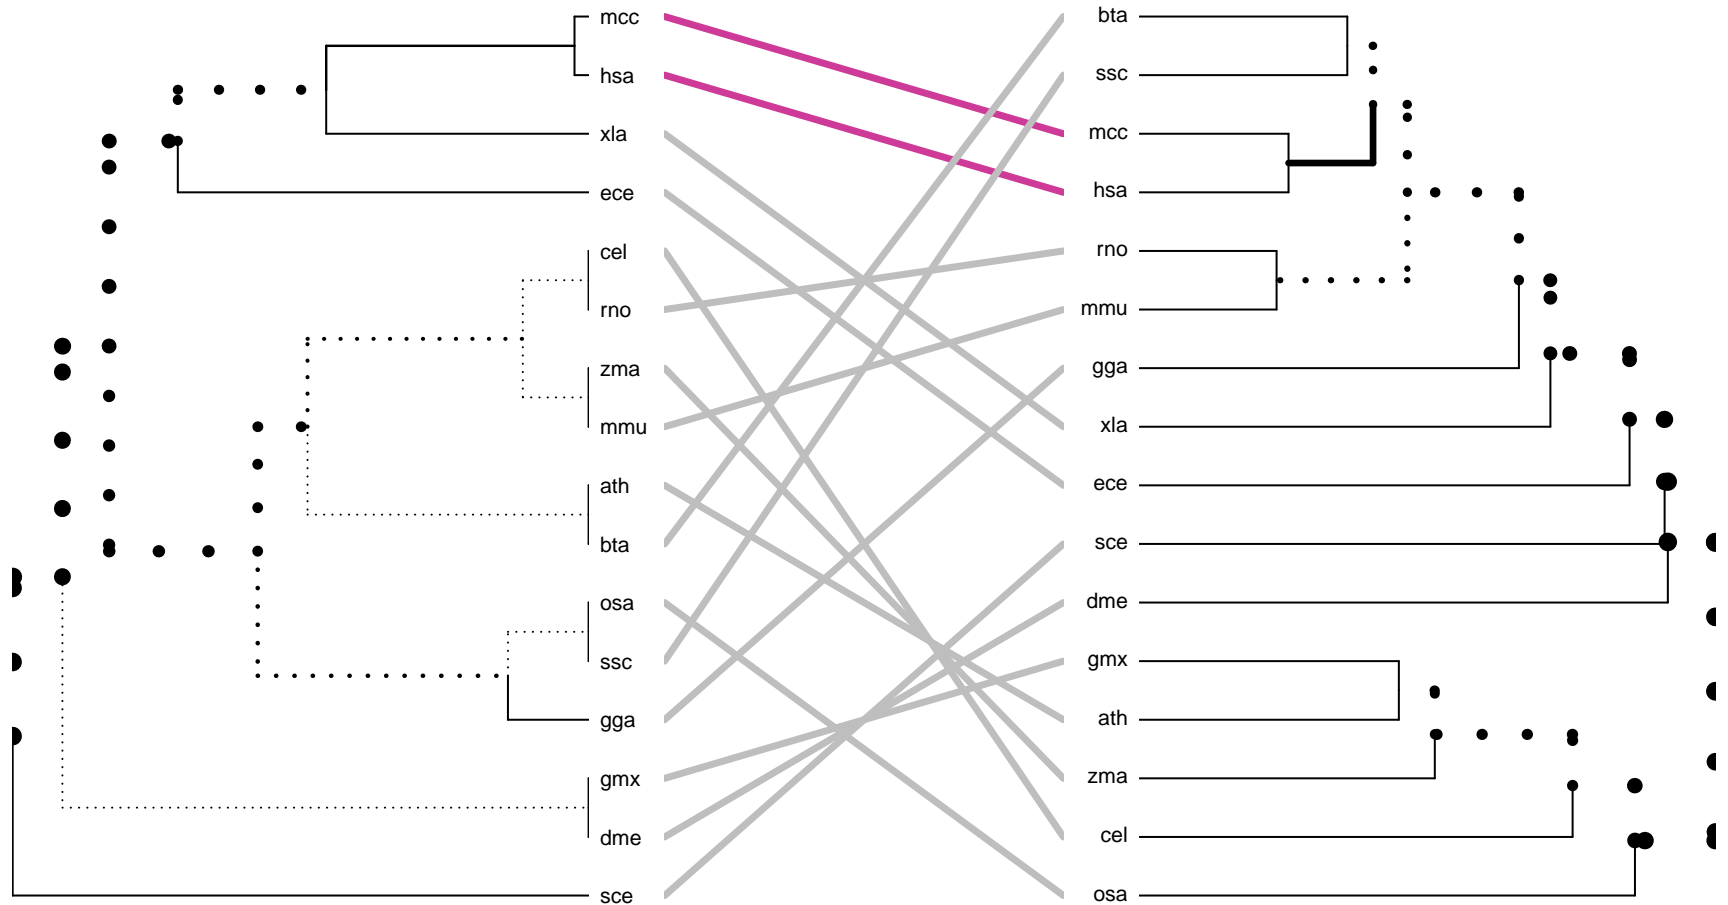 mcc
hsa
xla
ece
cel
rno
zma
mmu
ath
bta
osa
ssc
gga
gmx
dme
sce
bta
ssc
mcc
hsa
rno
mmu
gga
xla
ece
sce
dme
gmx
ath
zma
cel
osa